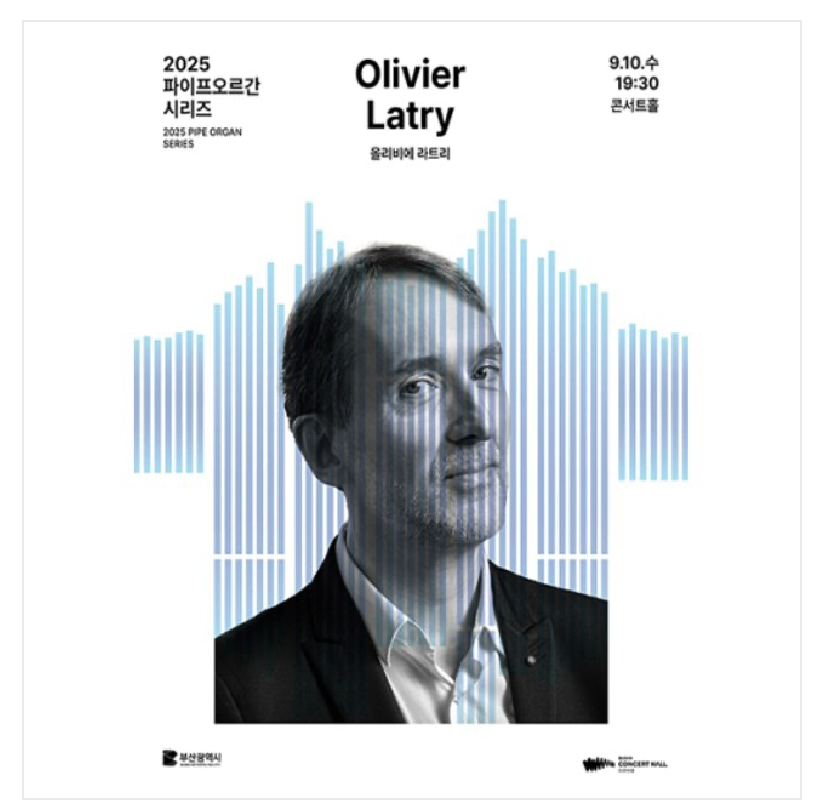 2025
파이프오르간
시리즈
2025 PIPE ORGAN
SERIES
Olivier
Latry
올리비에 라트리
9.10.수
19:30
콘서트홀
부산광역시
CONCERT HALL